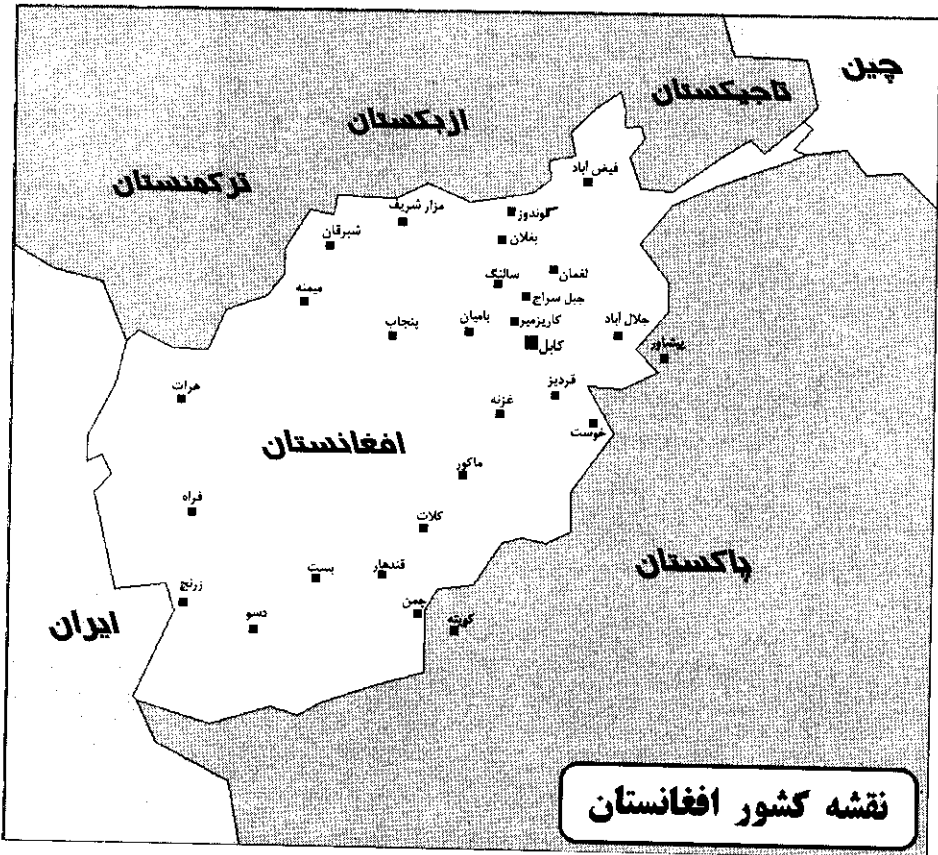 چین
تاجیکستان
ازبکستان
ترکمنستان
فیض آباد
مزار شریف
کوندوز
شبرقان
بغلان
لغمان
سالنگ
میمنه
جبل سراج
کاریزمیر
جلال آباد
بامیان
پنجاب
کابل
پیشاور
هرات
قردیز
غزنه
خوست
افغانستان
ماکور
فراه
کلات
پاکستان
قندهار
بست
زرنج
چمن
دسو
کویته
ایران
نقشه کشور افغانستان